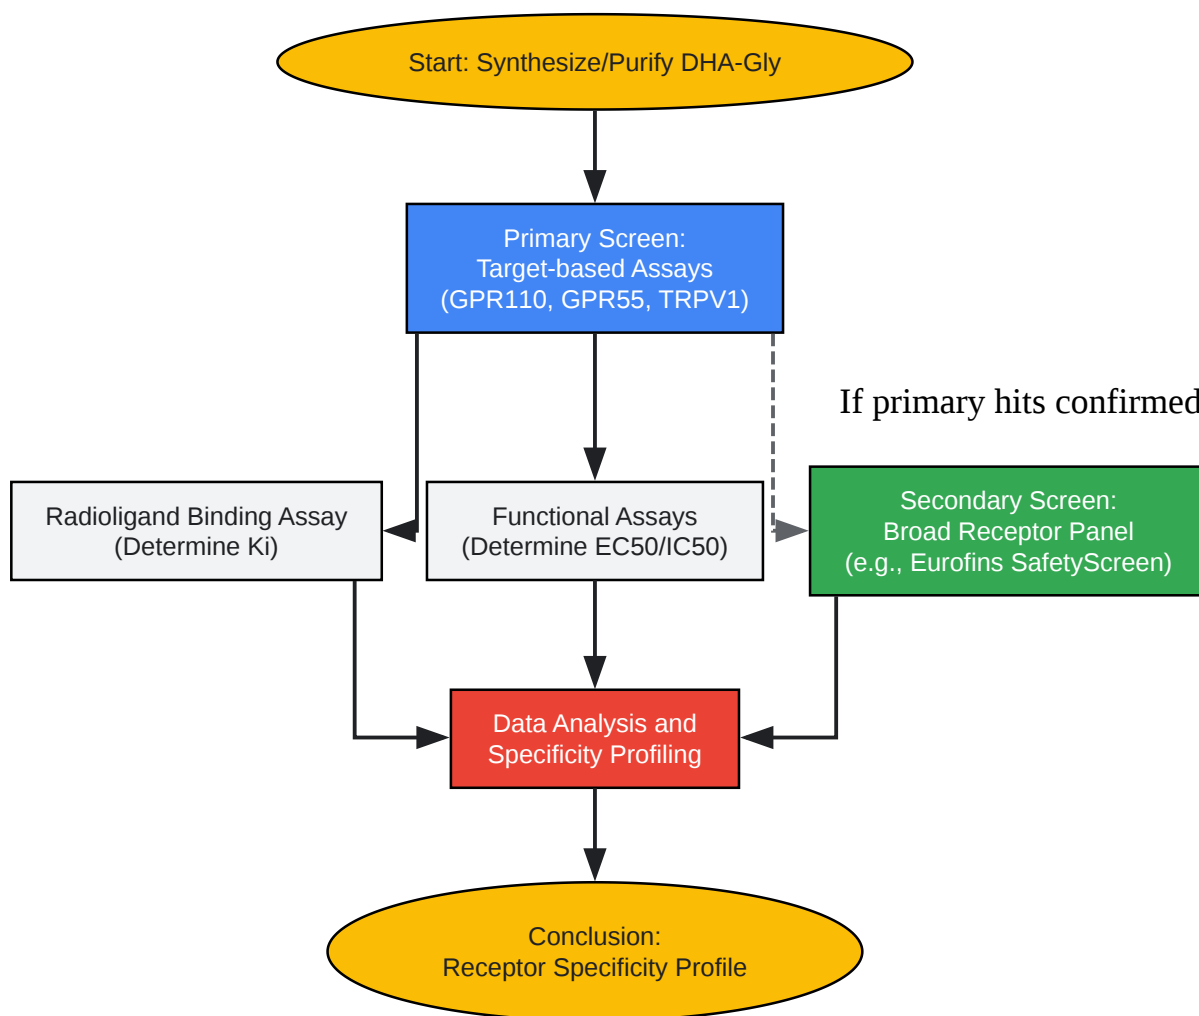 Start: Synthesize/Purify DHA-Gly
Primary Screen:
Target-based Assays
(GPR110, GPR55, TRPV1)
If primary hits confirmed
Radioligand Binding Assay
(Determine Ki)
Functional Assays
(Determine EC50/IC50)
Secondary Screen:
Broad Receptor Panel
(e.g., Eurofins SafetyScreen)
Data Analysis and
Specificity Profiling
Conclusion:
Receptor Specificity Profile